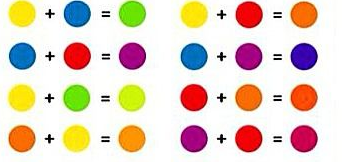 + = + =
+ = + =
+ = + =
+ = + =